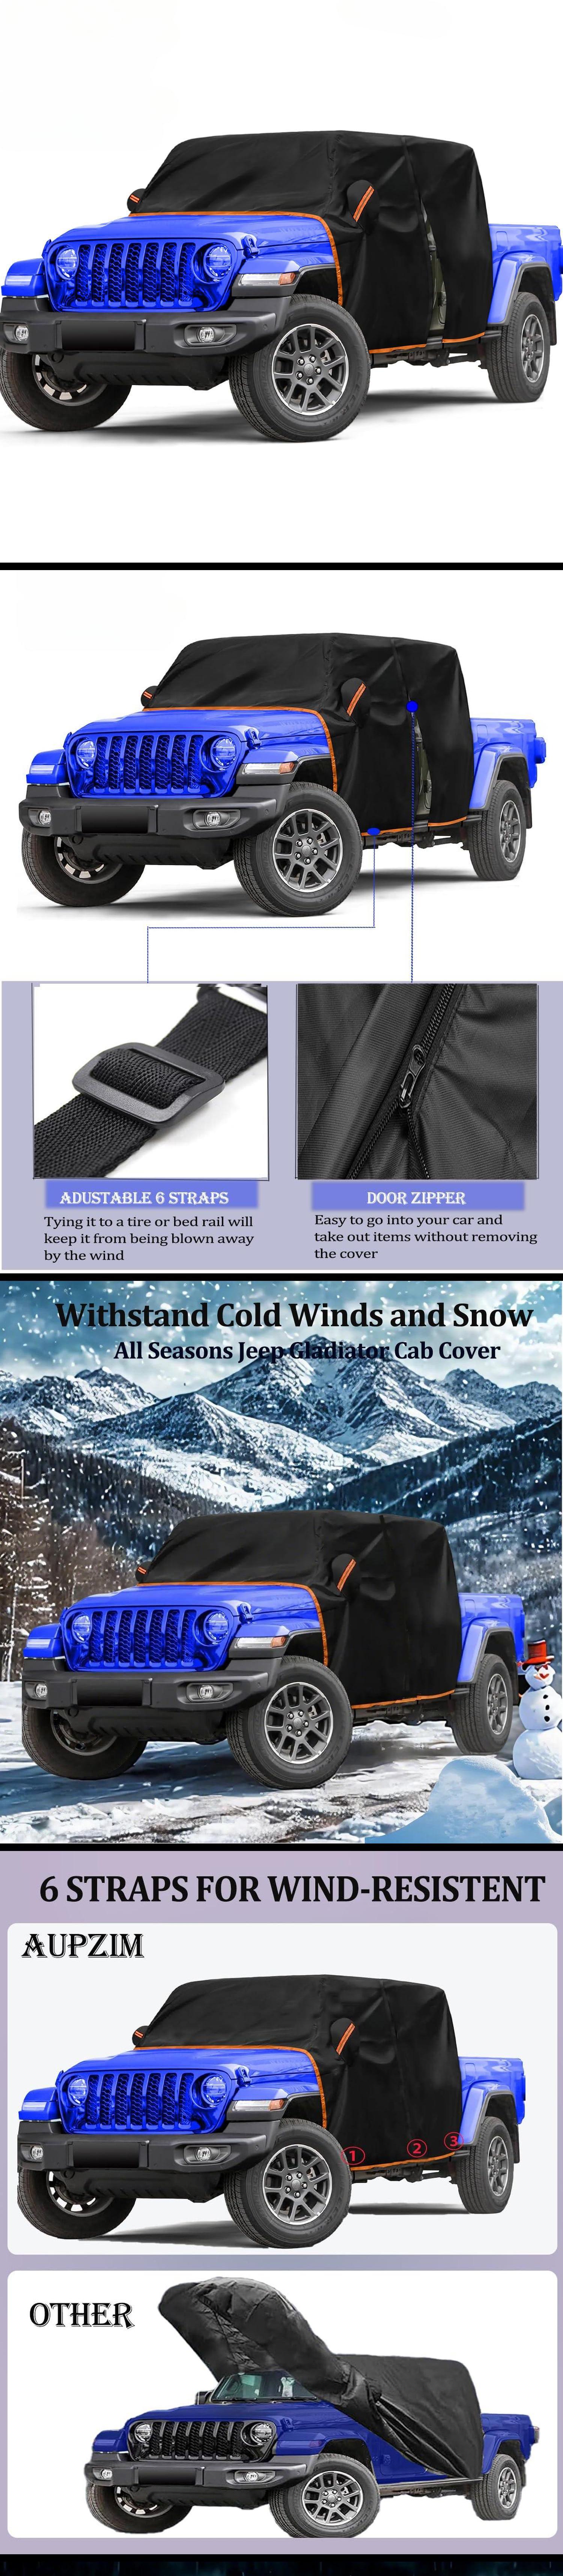 ADUSTABLE 6 STRAPS
Tying it to a tire or bed rail will
keep it from being blown away
by the wind
DOOR ZIPPER
Easy to go into your car and
take out items without removing
the cover
Withstand Cold Winds and Snow
All Seasons Jeep Gladiator Cab Cover
6 STRAPS FOR WIND-RESISTENT
AUPZIM
1
2
3
OTHER